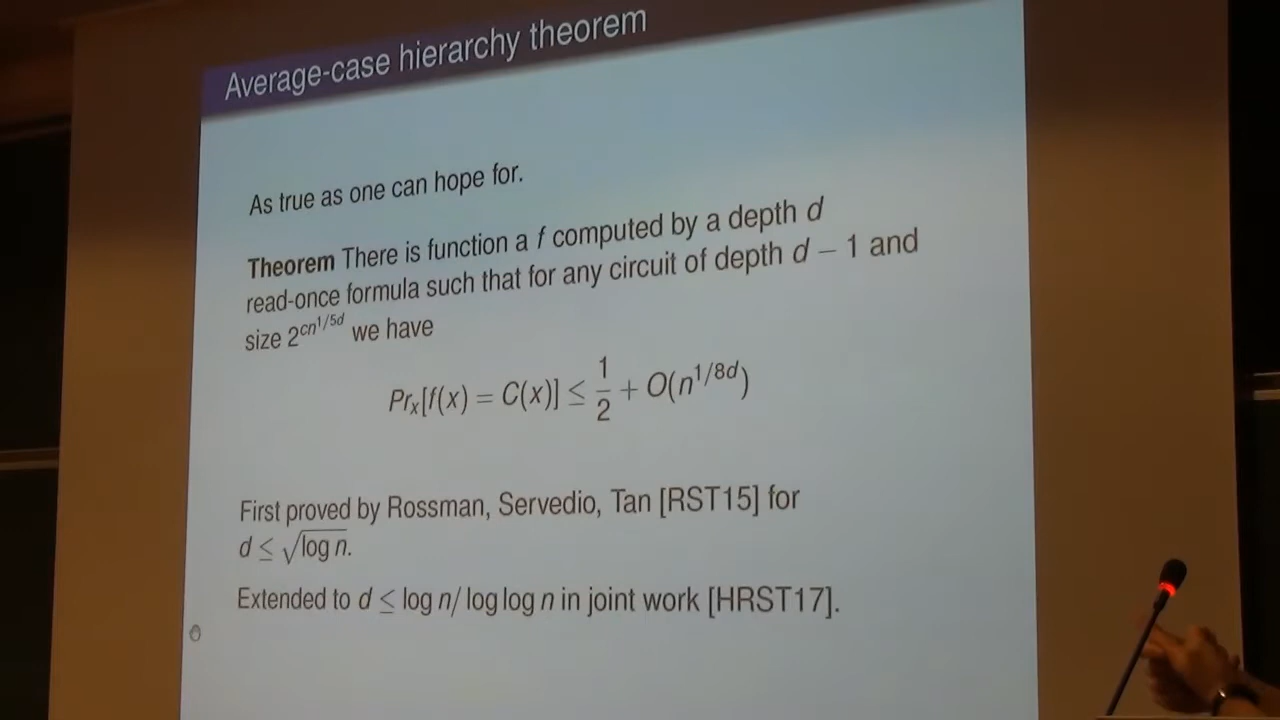 Average-case hierarchy theorem
As true as one can hope for.
Theorem There is function a f computed by a depth d
read-once formula such that for any circuit of depth d − 1 and
size 2^{cn^{1/5d}} we have
Pr_x[f(x) = C(x)] ≤ 1/2 + O(n^{1/8d})
First proved by Rossman, Servedio, Tan [RST15] for
d ≤ √log n.
Extended to d ≤ log n/ log log n in joint work [HRST17].